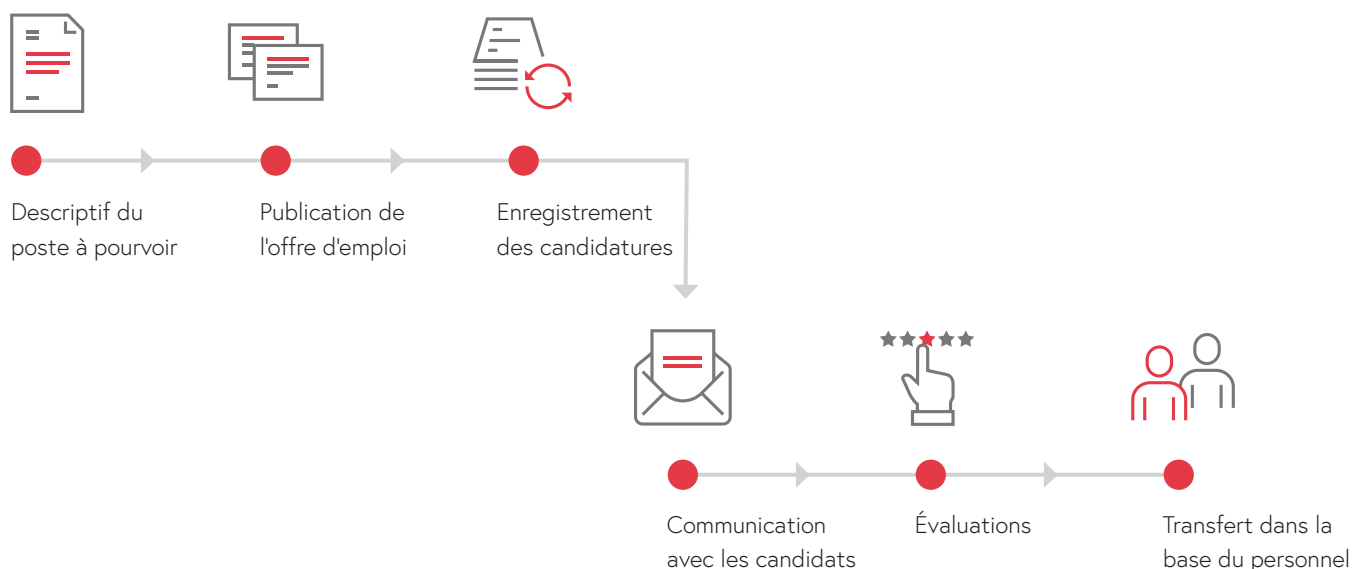 Descriptif du
poste à pourvoir
Publication de
l'offre d'emploi
Enregistrement
des candidatures
Communication
avec les candidats
Évaluations
Transfert dans la
base du personnel